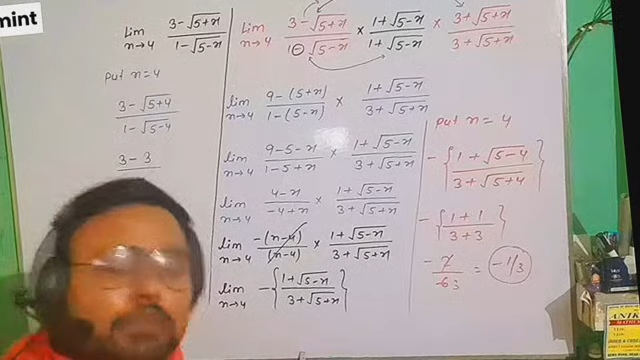 mint
lim n→4 3-√5+n / 1-√5-n
put n=4
3-√5+4 / 1-√5-4
3-3
lim n→4 3-√5+n / 1-√5-n × 1+√5-n / 1+√5-n × 3+√5+n / 3+√5+n
lim n→4 9-(5+n) / 1-(5-n) × 1+√5-n / 3+√5+n
lim n→4 9-5-n / 1-5+n × 1+√5-n / 3+√5+n
lim n→4 4-n / -4+n × 1+√5-n / 3+√5+n
lim n→4 -(n-4) / (n-4) × 1+√5-n / 3+√5+n
lim n→4 -{1+√5-n / 3+√5+n}
put n = 4
-{1+√5-4 / 3+√5+4}
-{1+1 / 3+3}
= -1/3